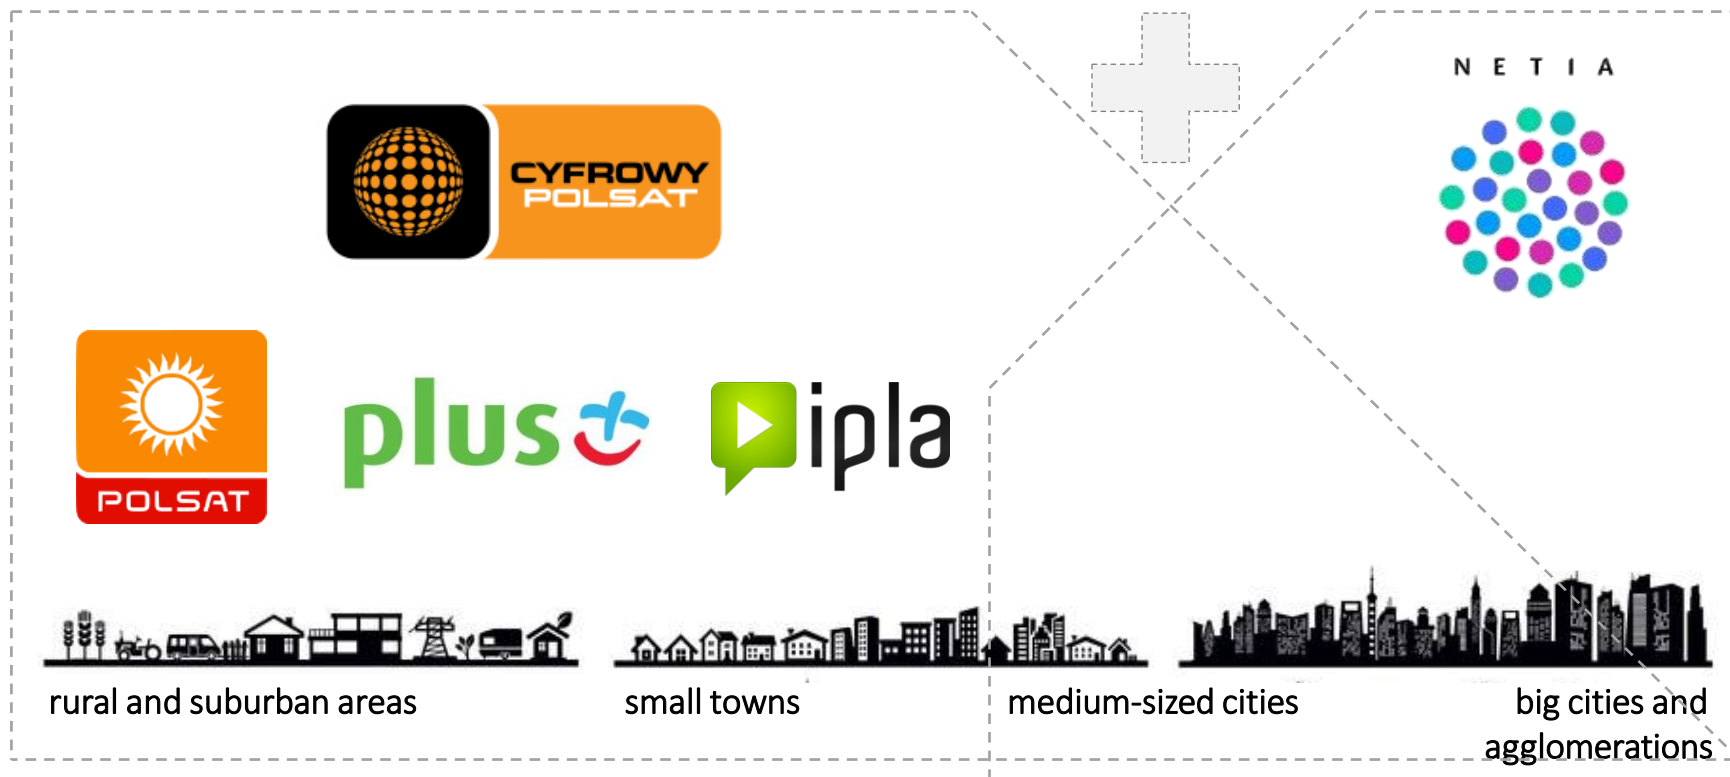 NETIA
CYFROWY
POLSAT
POLSAT
plus
ipla
rural and suburban areas
small towns
medium-sized cities
big cities and
agglomerations